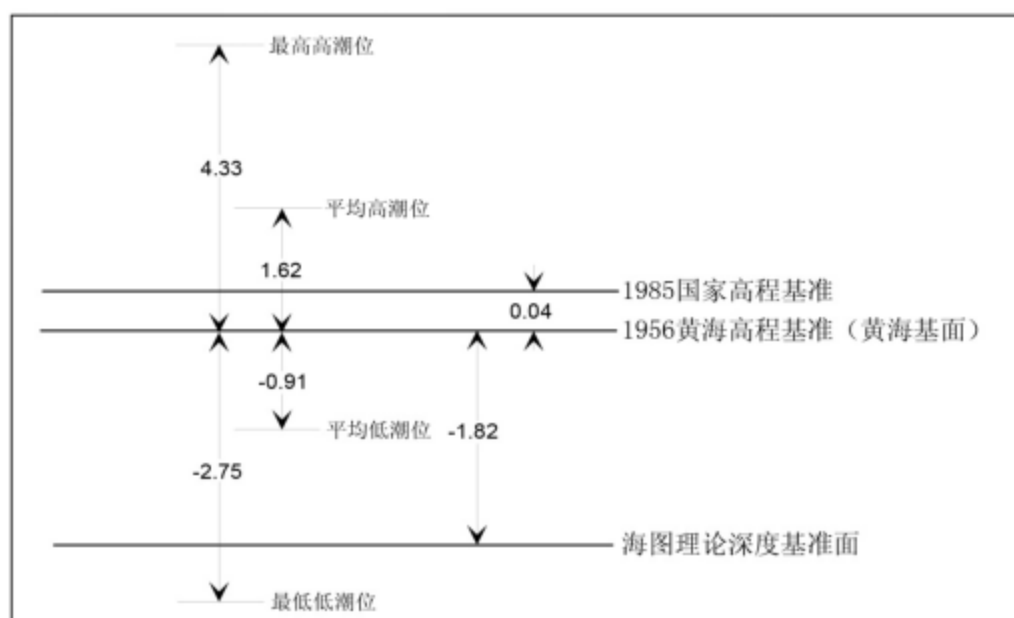 最高高潮位
4.33
平均高潮位
1.62
1985国家高程基准
0.04
1956黄海高程基准（黄海基面）
-0.91
平均低潮位
-1.82
-2.75
海图理论深度基准面
最低低潮位